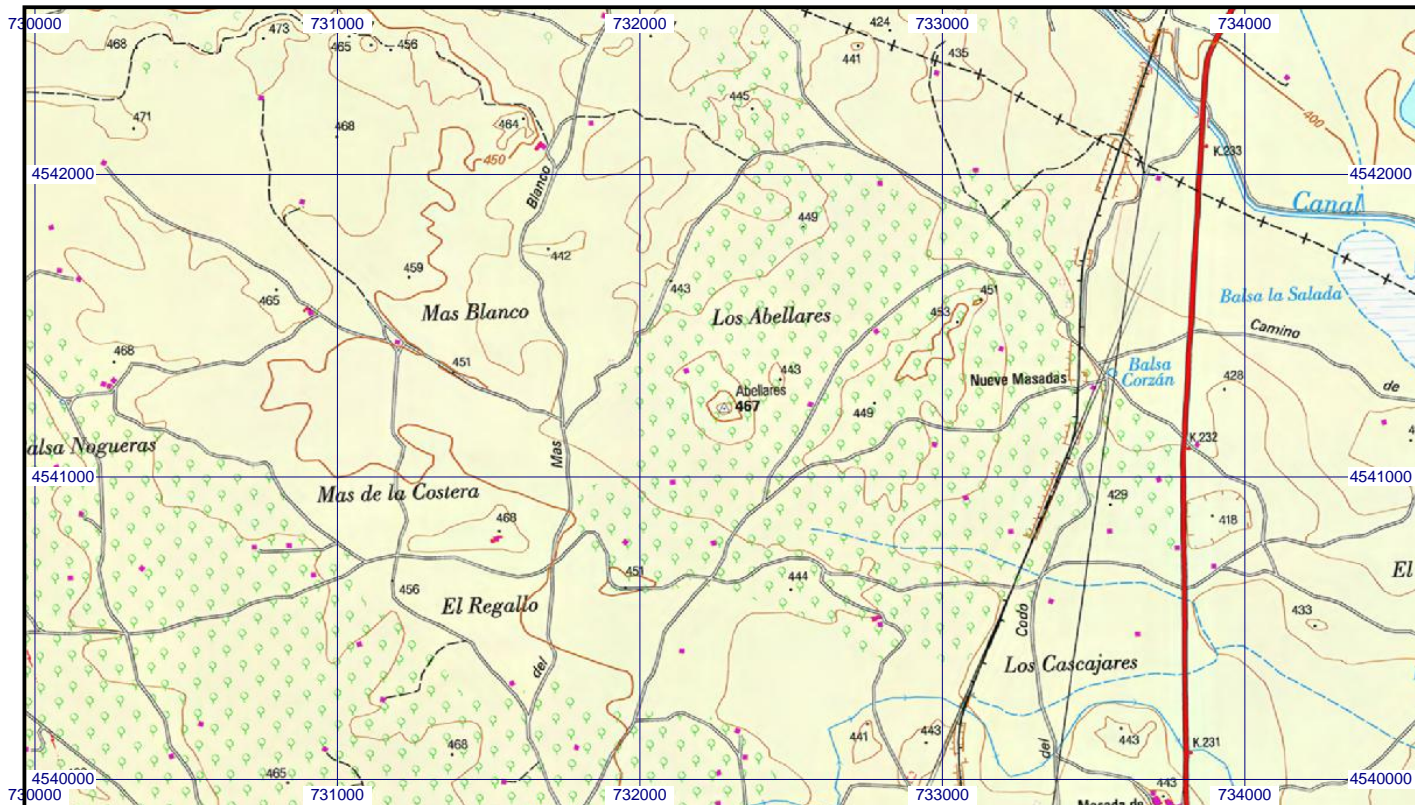 730000 731000 732000 733000 734000
473
468
465
456
424
441
435
445
471
468
464
450
400
K.233
4542000 4542000
Blanco
Canal
449
442
459
443
465
451
453
Balsa la Salada
Mas Blanco
Los Abellares
Camino
468
451
443
Abellares
467
Nueve Masadas
Balsa
Corzán
428
de
449
K.232
alsa Nogueras
Mas
4541000 4541000
Mas de la Costera
468
429
418
451
444
456
El
El Regallo
433
Codo
Los Cascajares
del
468
441
443
443
del
K.231
465
443
4540000 4540000
730000 731000 732000 733000 734000
Masada de